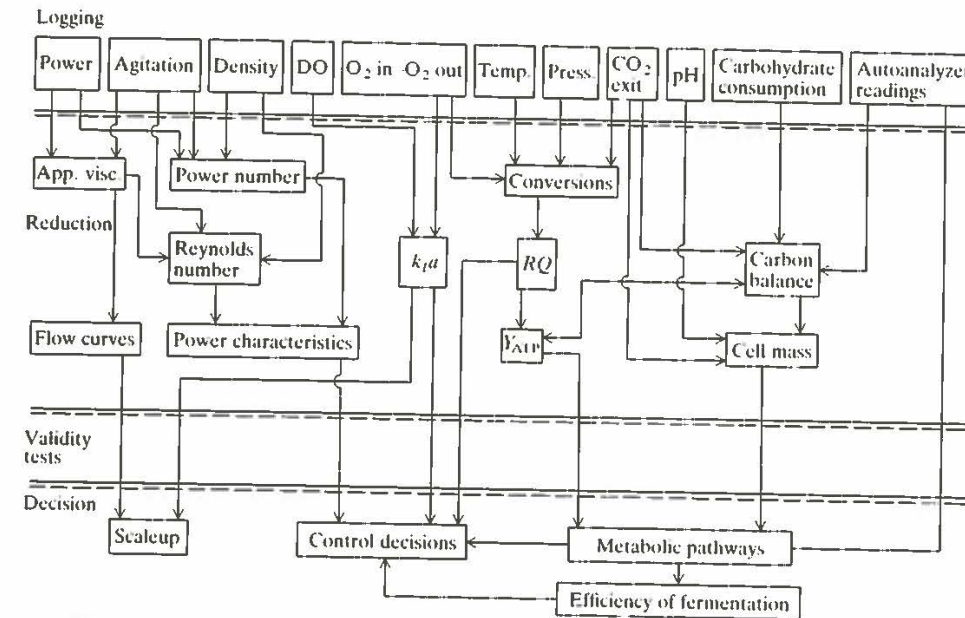 Logging
Power
Agitation
Density
DO
O₂ in O₂ out
Temp.
Press.
CO₂
exit
pH
Carbohydrate
consumption
Autoanalyzer
readings
App. visc.
Power number
Conversions
Reduction
Reynolds
number
kₗa
RQ
Carbon
balance
Flow curves
Power characteristics
Y_ATP
Cell mass
Validity
tests
Decision
Scaleup
Control decisions
Metabolic pathways
Efficiency of fermentation